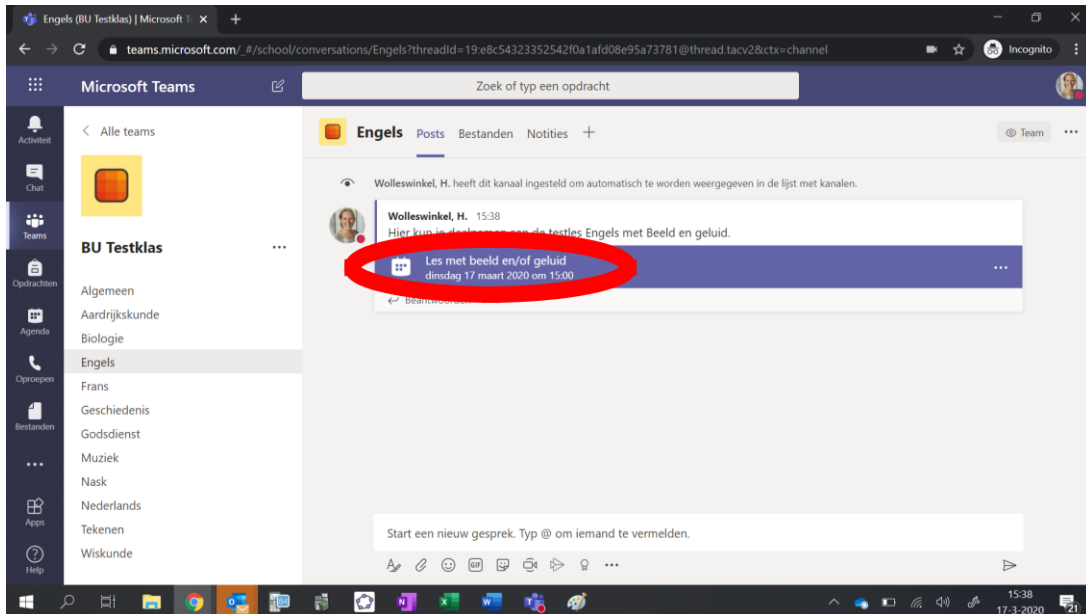 Engels (BU Testklas) | Microsoft T
teams.microsoft.com/_#/school/conversations/Engels?threadId=19:e8c54323352542f0a1afd08e95a73781@thread.tacv2&ctx=channel
Incognito
Microsoft Teams
Zoek of typ een opdracht
Activiteit
Chat
Teams
Opdrachten
Agenda
Oproepen
Bestanden
Apps
Help
Alle teams
BU Testklas
Algemeen
Aardrijkskunde
Biologie
Engels
Frans
Geschiedenis
Godsdienst
Muziek
Nask
Nederlands
Tekenen
Wiskunde
Engels Posts Bestanden Notities
Team
Wolleswinkel, H. heeft dit kanaal ingesteld om automatisch te worden weergegeven in de lijst met kanalen.
Wolleswinkel, H. 15:38
Hier kun je deelnemen aan de testles Engels met Beeld en geluid.
Les met beeld en/of geluid
dinsdag 17 maart 2020 om 15:00
Beantwoorden
Start een nieuw gesprek. Typ @ om iemand te vermelden.
GIF
15:38
17-3-2020